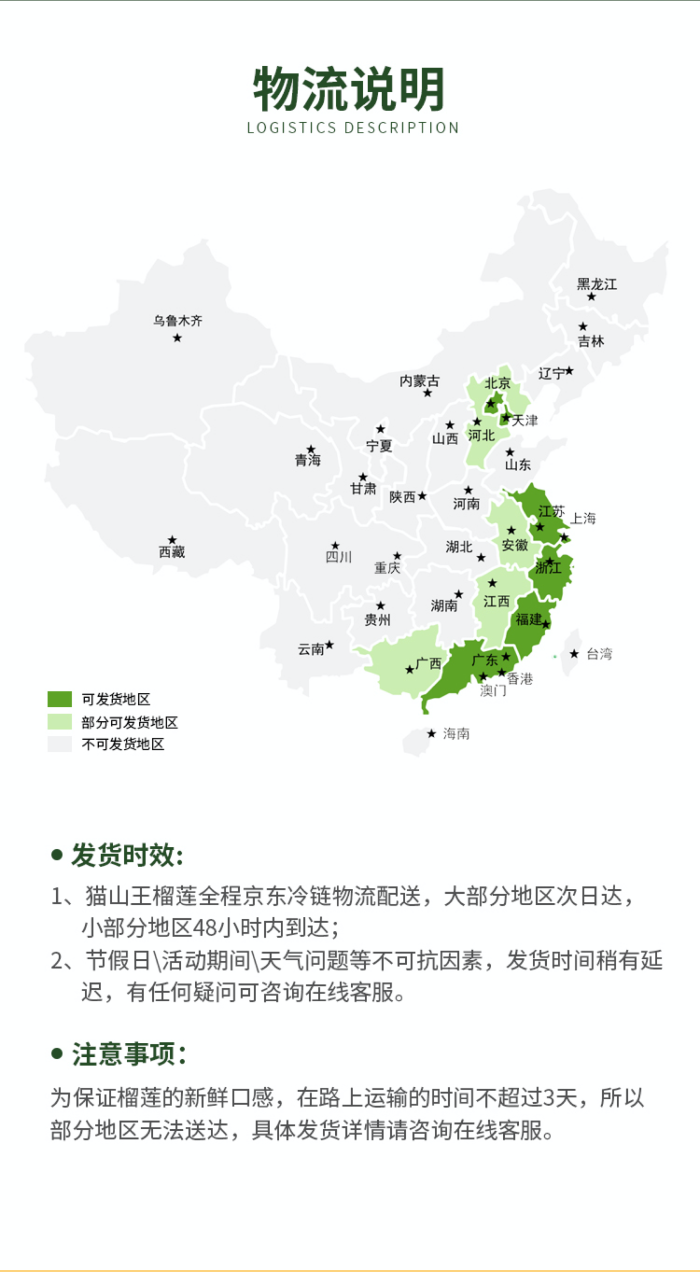 物流说明
LOGISTICS DESCRIPTION
黑龙江
乌鲁木齐
吉林
辽宁
内蒙古
北京
天津
宁夏
山西
河北
青海
山东
甘肃
陕西
河南
江苏
上海
西藏
四川
重庆
湖北
安徽
浙江
湖南
江西
贵州
福建
云南
广西
广东
台湾
香港
澳门
可发货地区
部分可发货地区
海南
不可发货地区
发货时效:
1、猫山王榴莲全程京东冷链物流配送，大部分地区次日达，
小部分地区48小时内到达；
2、节假日\活动期间\天气问题等不可抗因素，发货时间稍有延
迟，有任何疑问可咨询在线客服。
注意事项：
为保证榴莲的新鲜口感，在路上运输的时间不超过3天，所以
部分地区无法送达，具体发货详情请咨询在线客服。